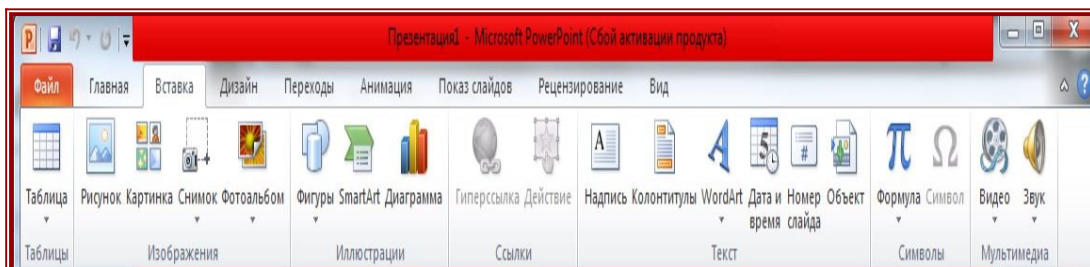 Презентация1 - Microsoft PowerPoint (Сбой активации продукта)
Файл Главная Вставка Дизайн Переходы Анимация Показ слайдов Рецензирование Вид
Таблица Рисунок Картинка Снимок Фотоальбом Фигуры SmartArt Диаграмма Гиперссылка Действие Надпись Колонтитулы WordArt Дата и Номер Объект Формула Символ Видео Звук
время слайда
Таблицы Изображения Иллюстрации Ссылки Текст Символы Мультимедиа